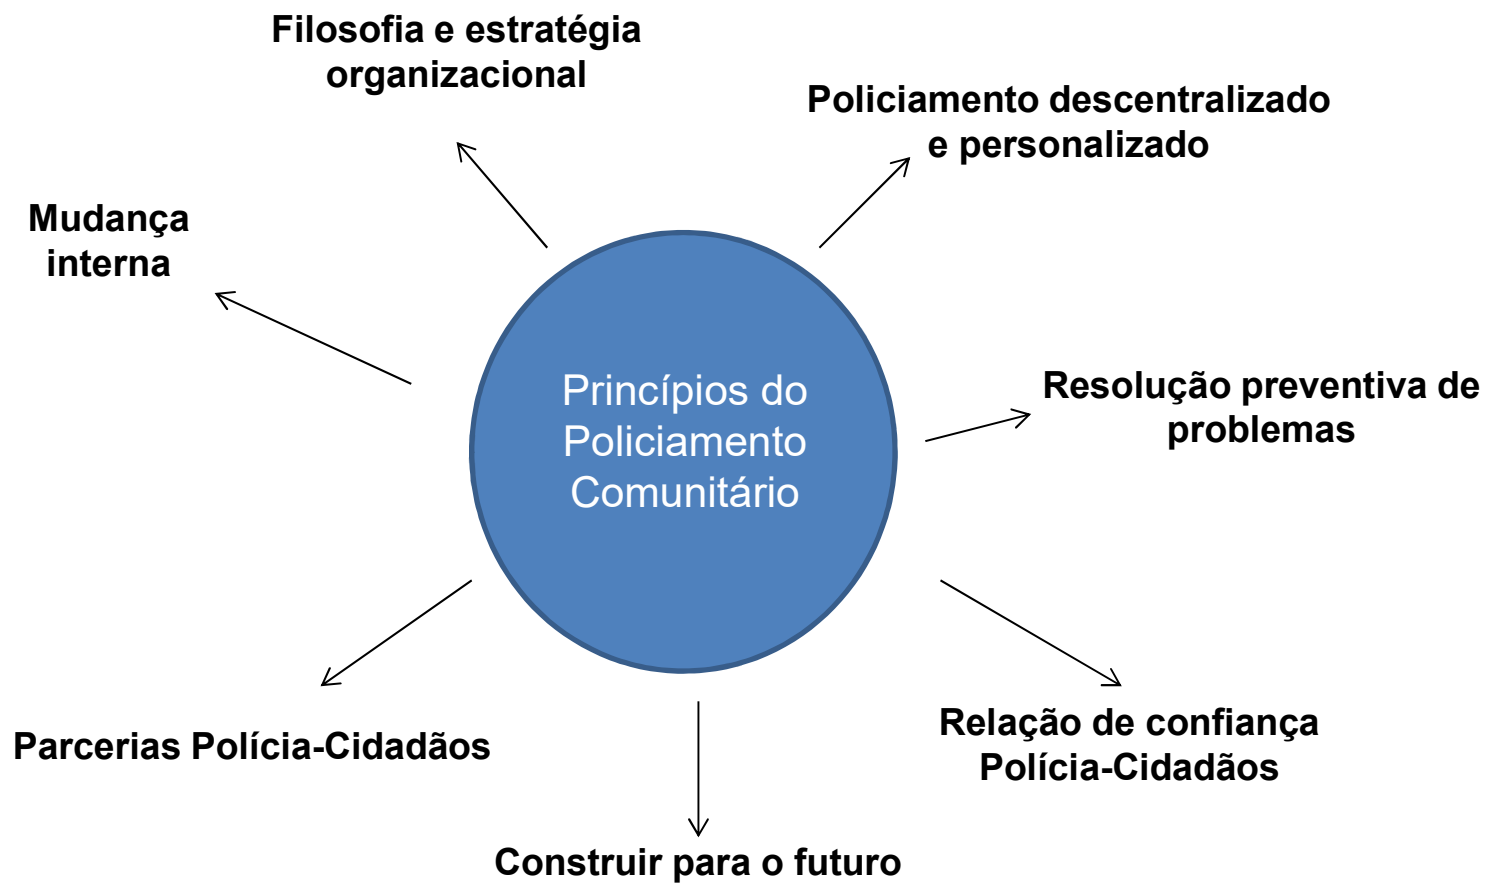 Filosofia e estratégia
organizacional
Policiamento descentralizado
e personalizado
Mudança
interna
Princípios do
Policiamento
Comunitário
Resolução preventiva de
problemas
Parcerias Polícia-Cidadãos
Relação de confiança
Polícia-Cidadãos
Construir para o futuro